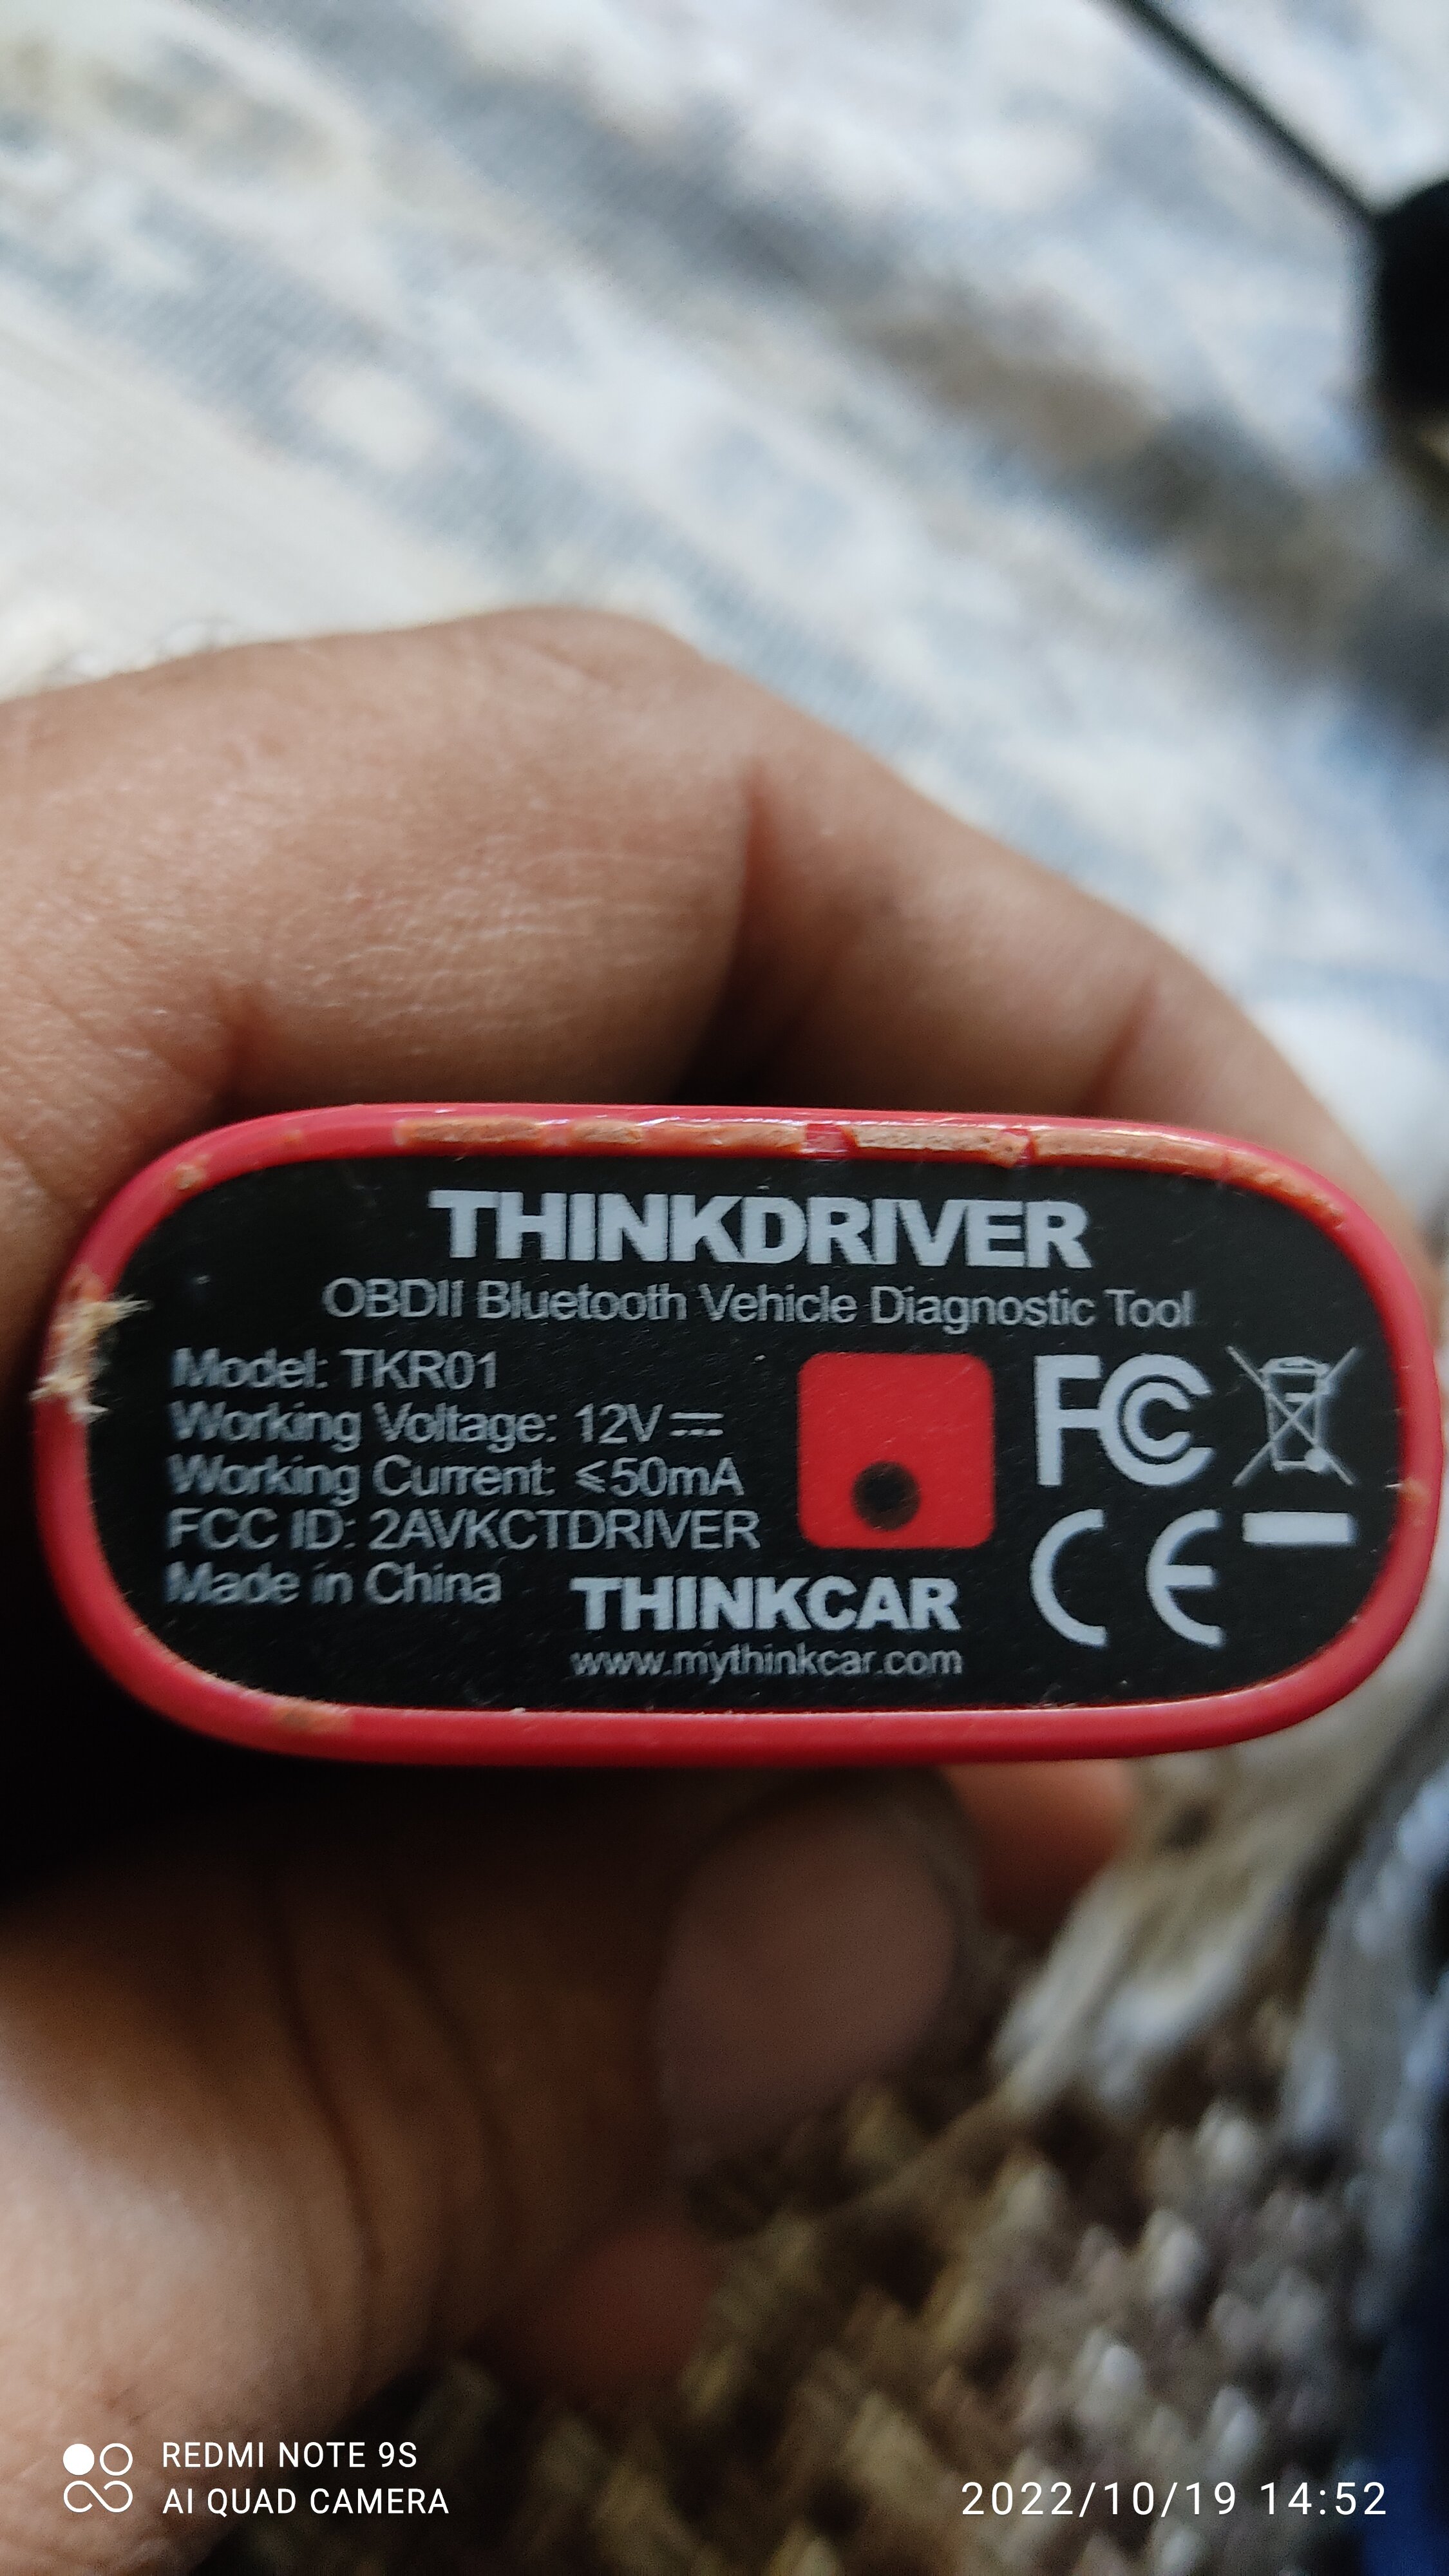 THINKDRIVER
OBDII Bluetooth Vehicle Diagnostic Tool
Model: TKR01
Working Voltage: 12V
Working Current: ≤50mA
FCC ID: 2AVKCTDRIVER
Made in China
THINKCAR
www.mythinkcar.com
FC
CE
REDMI NOTE 9S
AI QUAD CAMERA
2022/10/19 14:52